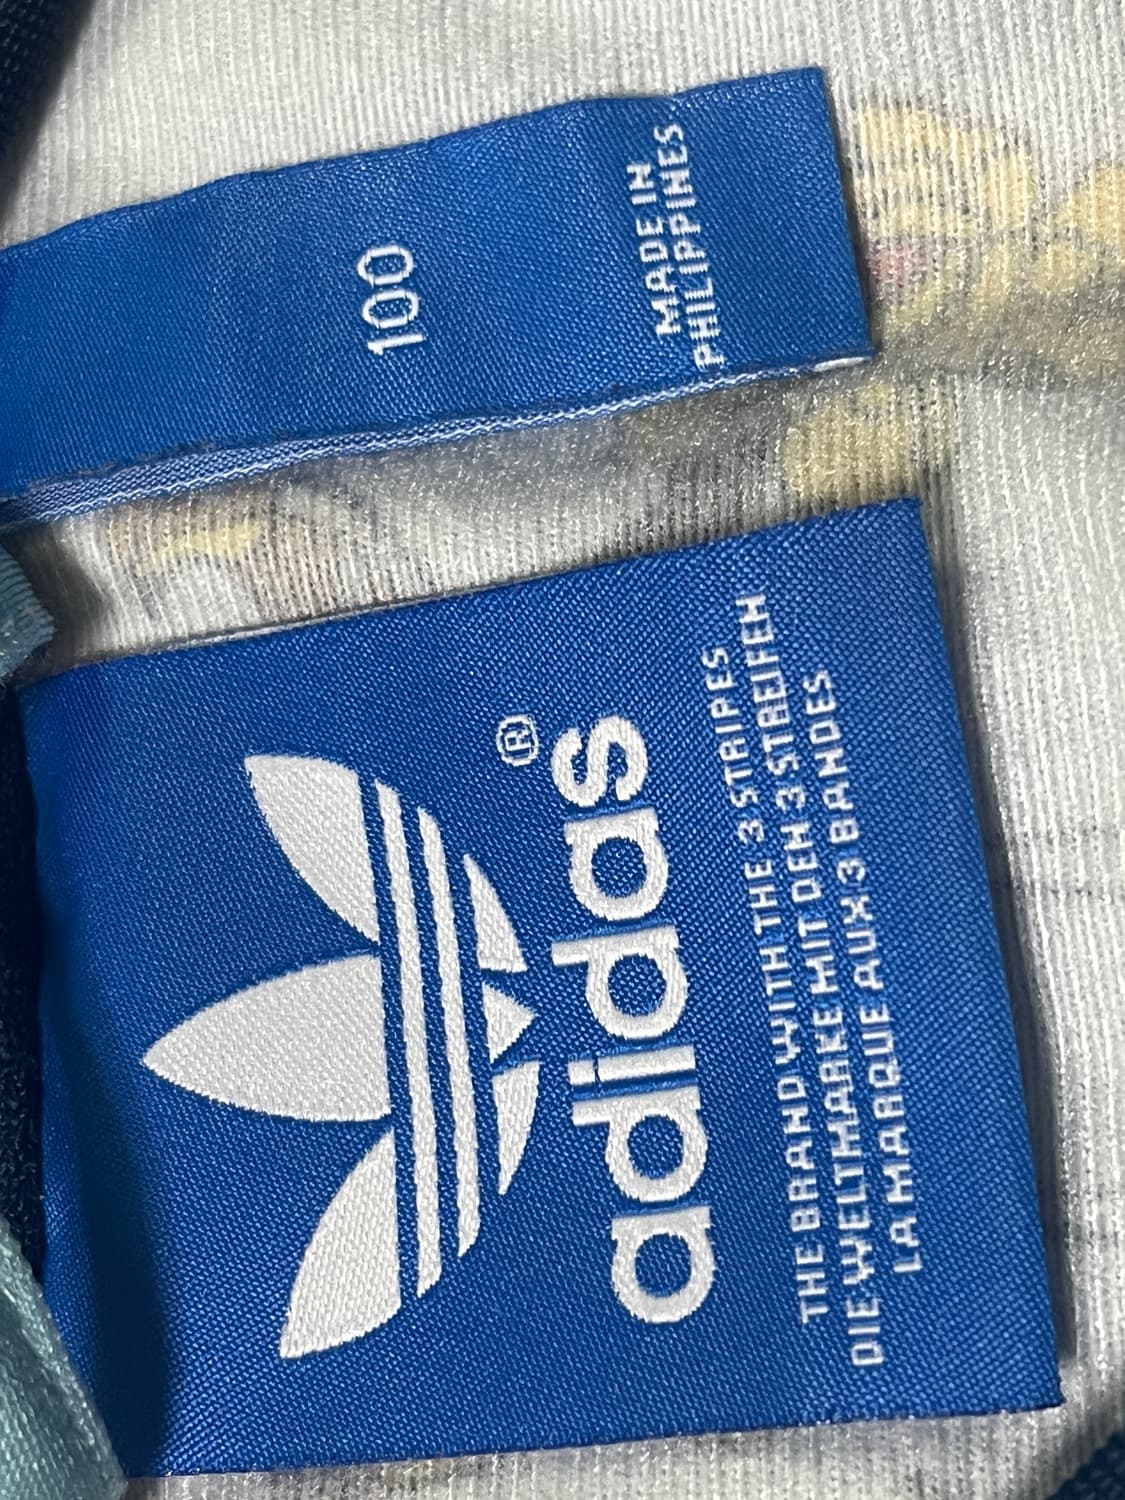 100
MADE IN
PHILIPPINES
adidas®
THE BRAND WITH THE 3 STRIPES
DIE WELTMARKE MIT DEN 3 STREIFEN
LA MARQUE AUX 3 BANDES